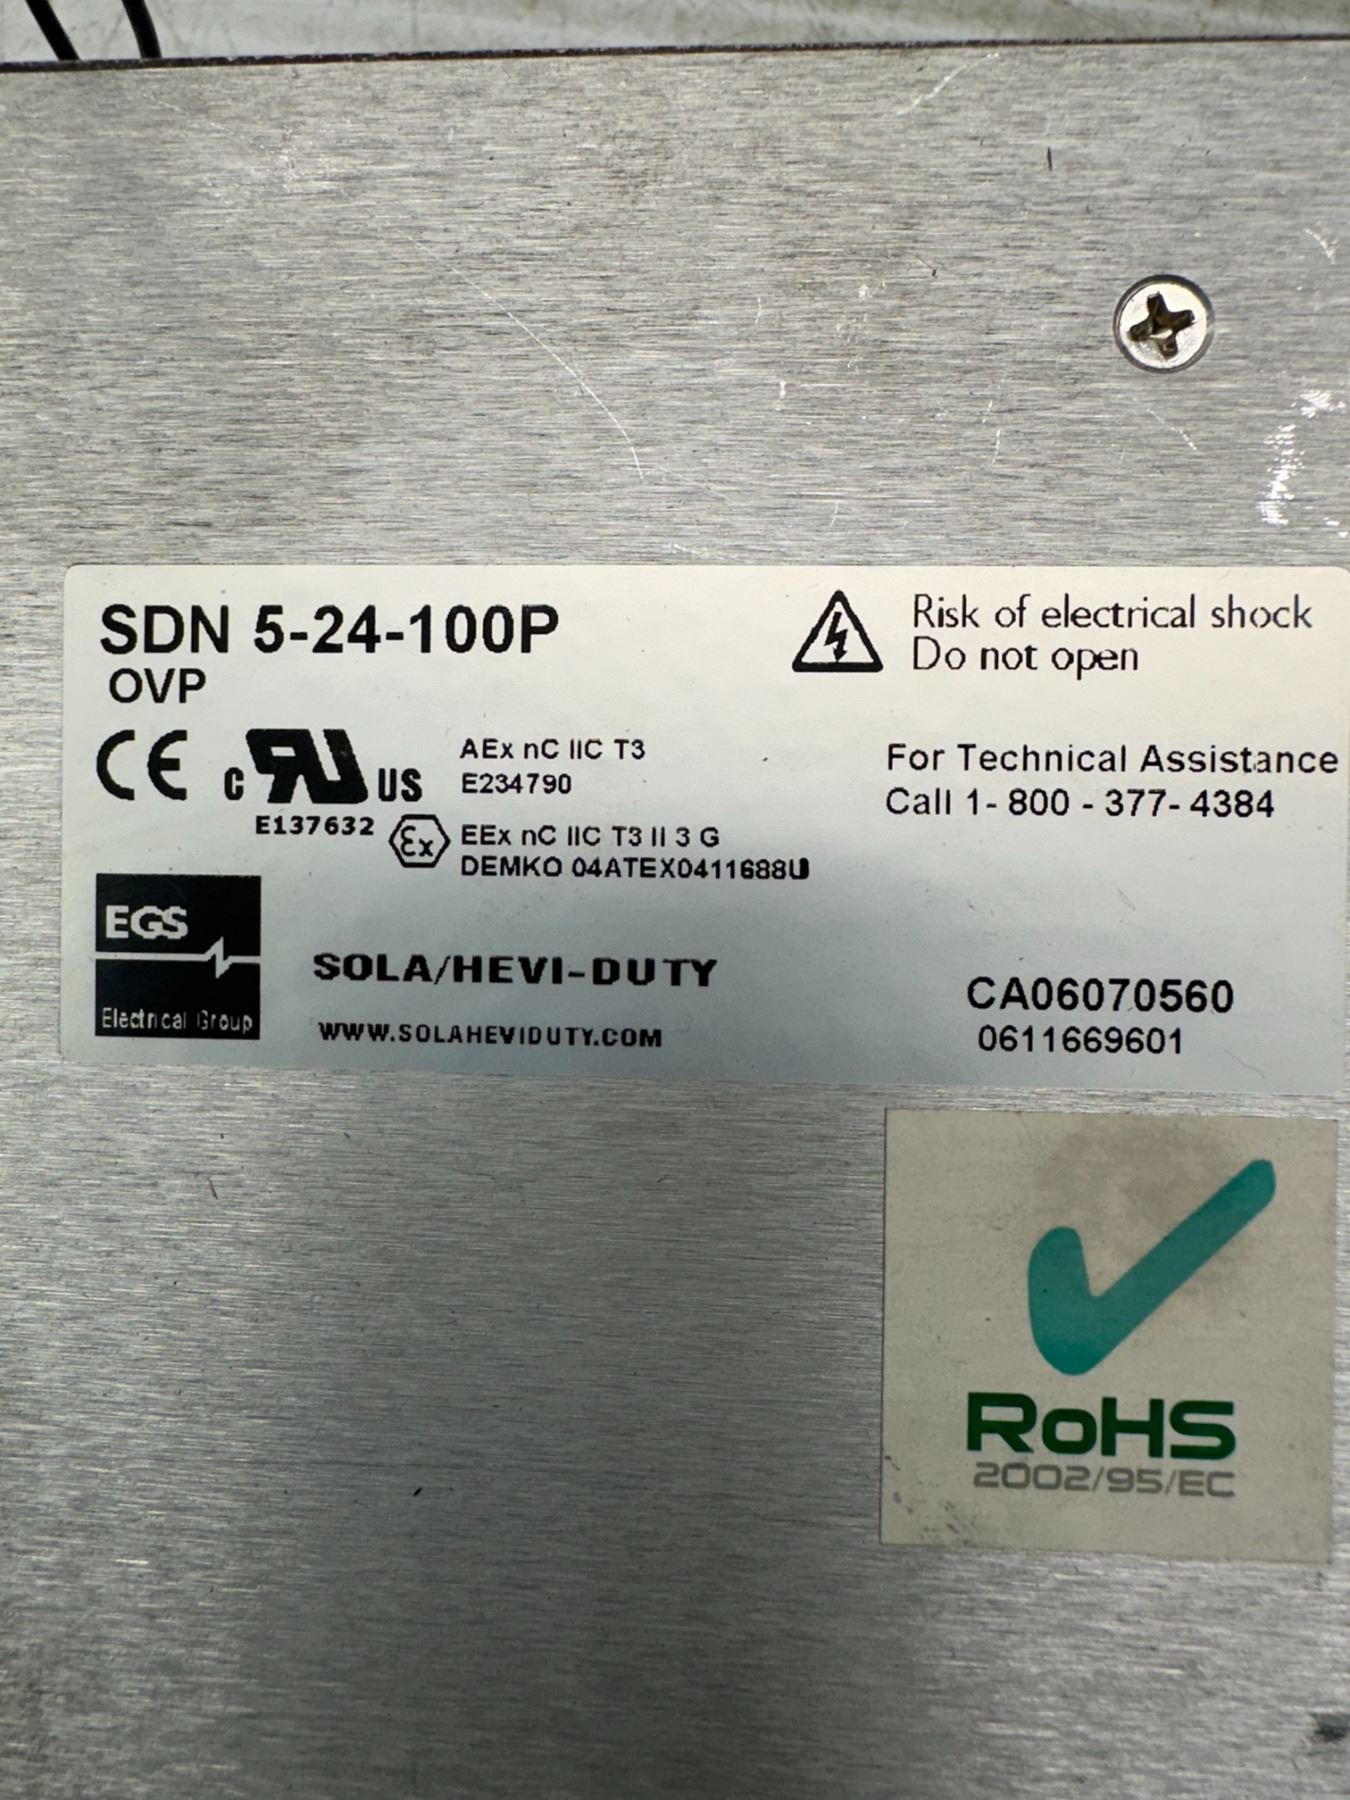 SDN 5-24-100P
OVP
Risk of electrical shock
Do not open
CE
C RU US
E137632
AEx nC IIC T3
E234790
Ex
EEx nC IIC T3 II 3 G
DEMKO 04ATEX0411688U
For Technical Assistance
Call 1- 800 - 377- 4384
EGS
Electrical Group
SOLA/HEVI-DUTY
WWW.SOLAHEVIDUTY.COM
CA06070560
0611669601
RoHS
2002/95/EC